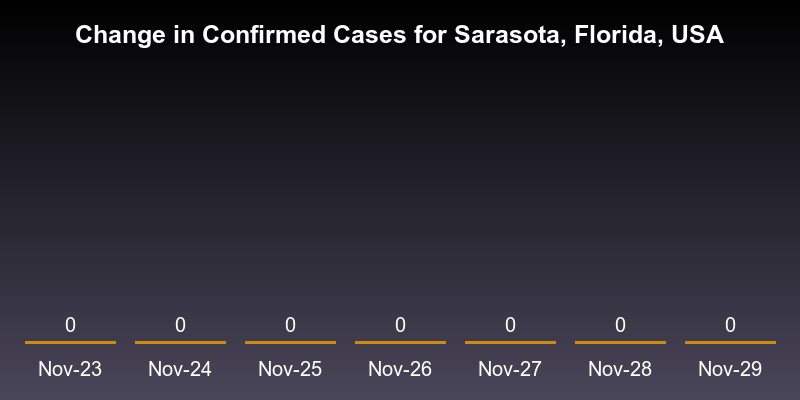 Change in Confirmed Cases for Sarasota, Florida, USA
0 0 0 0 0 0 0
Nov-23 Nov-24 Nov-25 Nov-26 Nov-27 Nov-28 Nov-29